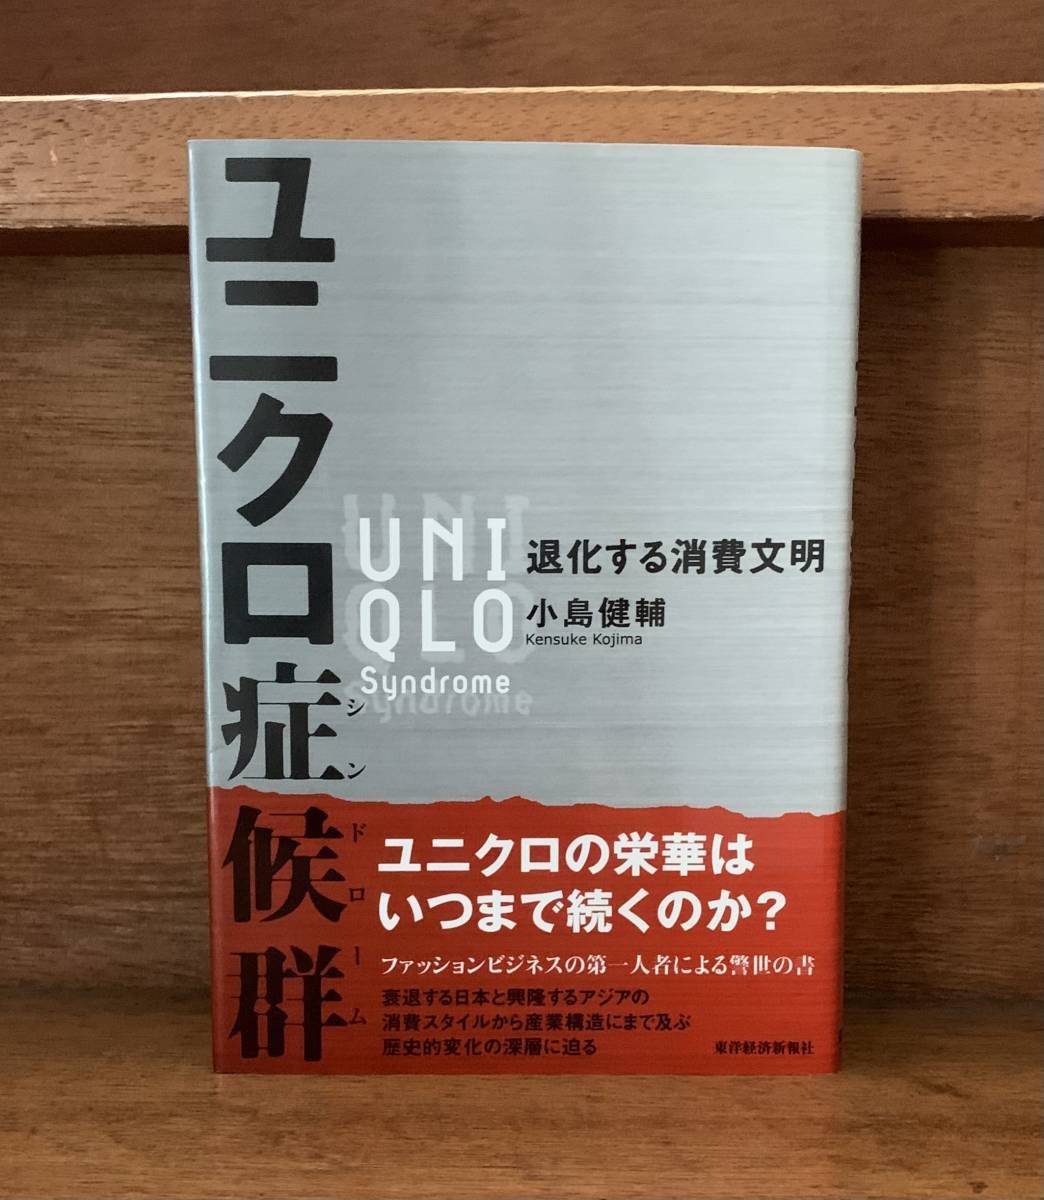 ユニクロ症候群
シンドローム
UNI
QLO
Syndrome
退化する消費文明
小島健輔
Kensuke Kojima
ユニクロの栄華は
いつまで続くのか?
ファッションビジネスの第一人者による警世の書
衰退する日本と興隆するアジアの
消費スタイルから産業構造にまで及ぶ
歴史的変化の深層に迫る
東洋経済新報社